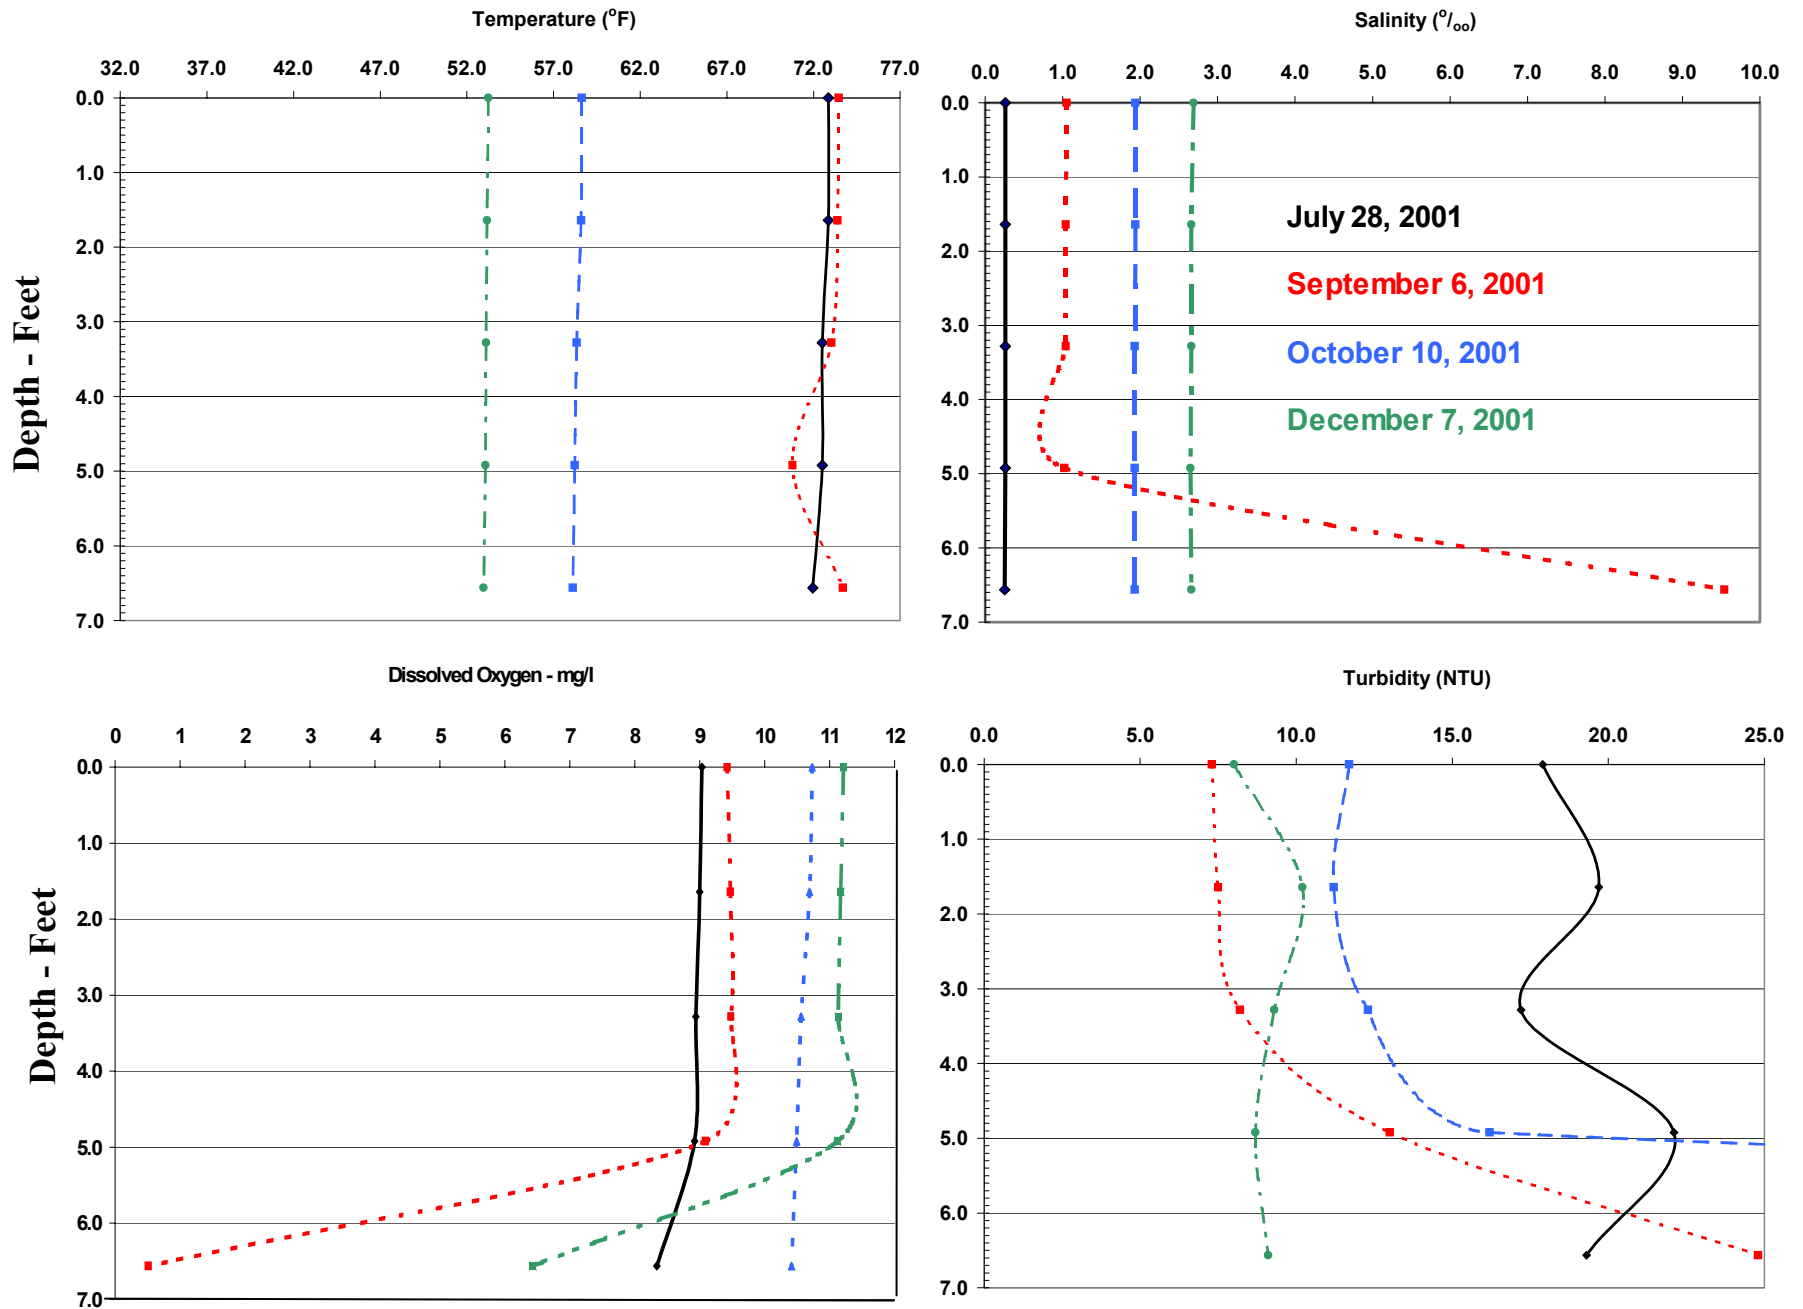 Temperature (°F)
32.0 37.0 42.0 47.0 52.0 57.0 62.0 67.0 72.0 77.0
0.0
1.0
2.0
3.0
4.0
5.0
6.0
7.0
Depth - Feet
Salinity (°/oo)
0.0 1.0 2.0 3.0 4.0 5.0 6.0 7.0 8.0 9.0 10.0
0.0
1.0
2.0
3.0
4.0
5.0
6.0
7.0
July 28, 2001
September 6, 2001
October 10, 2001
December 7, 2001
Dissolved Oxygen - mg/l
0 1 2 3 4 5 6 7 8 9 10 11 12
0.0
1.0
2.0
3.0
4.0
5.0
6.0
7.0
Depth - Feet
Turbidity (NTU)
0.0 5.0 10.0 15.0 20.0 25.0
0.0
1.0
2.0
3.0
4.0
5.0
6.0
7.0